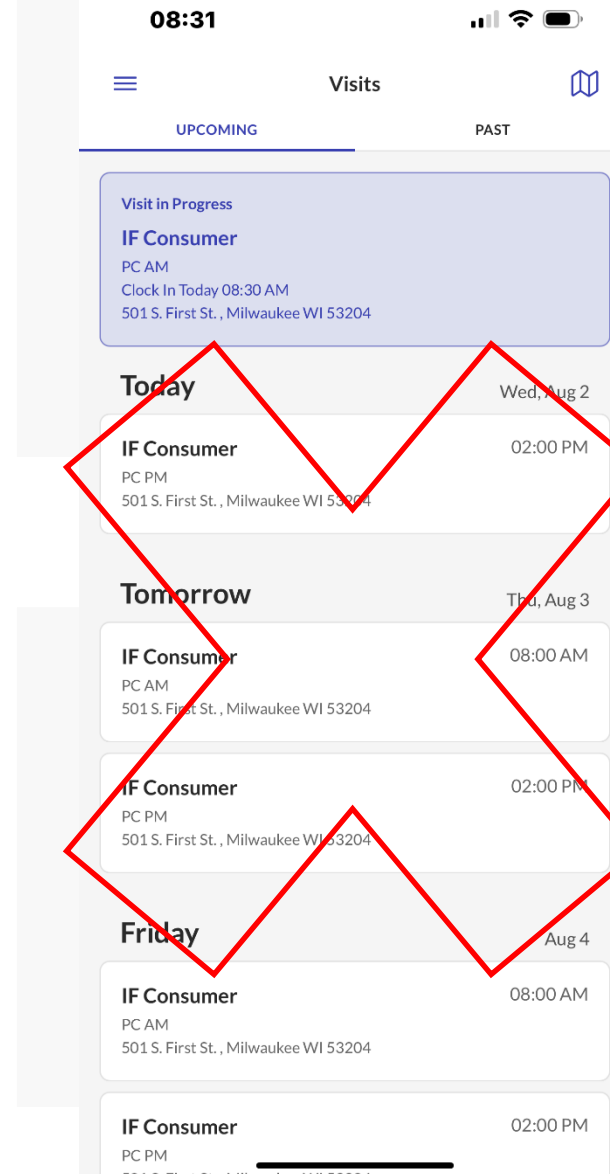 08:31
Visits
UPCOMING PAST
Visit in Progress
IF Consumer
PC AM
Clock In Today 08:30 AM
501 S. First St. , Milwaukee WI 53204
Today Wed, Aug 2
IF Consumer 02:00 PM
PC PM
501 S. First St. , Milwaukee WI 53204
Tomorrow Thu, Aug 3
IF Consumer 08:00 AM
PC AM
501 S. First St. , Milwaukee WI 53204
IF Consumer 02:00 PM
PC PM
501 S. First St. , Milwaukee WI 53204
Friday Aug 4
IF Consumer 08:00 AM
PC AM
501 S. First St. , Milwaukee WI 53204
IF Consumer 02:00 PM
PC PM